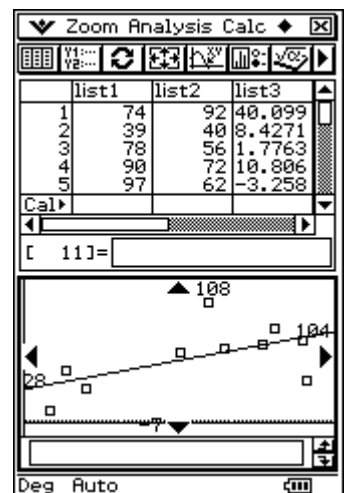 Zoom Analysis Calc ◆
list1 list2 list3
1 74 92 40.099
2 39 40 8.4271
3 78 56 1.7763
4 90 72 10.806
5 97 62 -3.258
Cal▶
[ 11]=
108
104
28
-7
Deg Auto